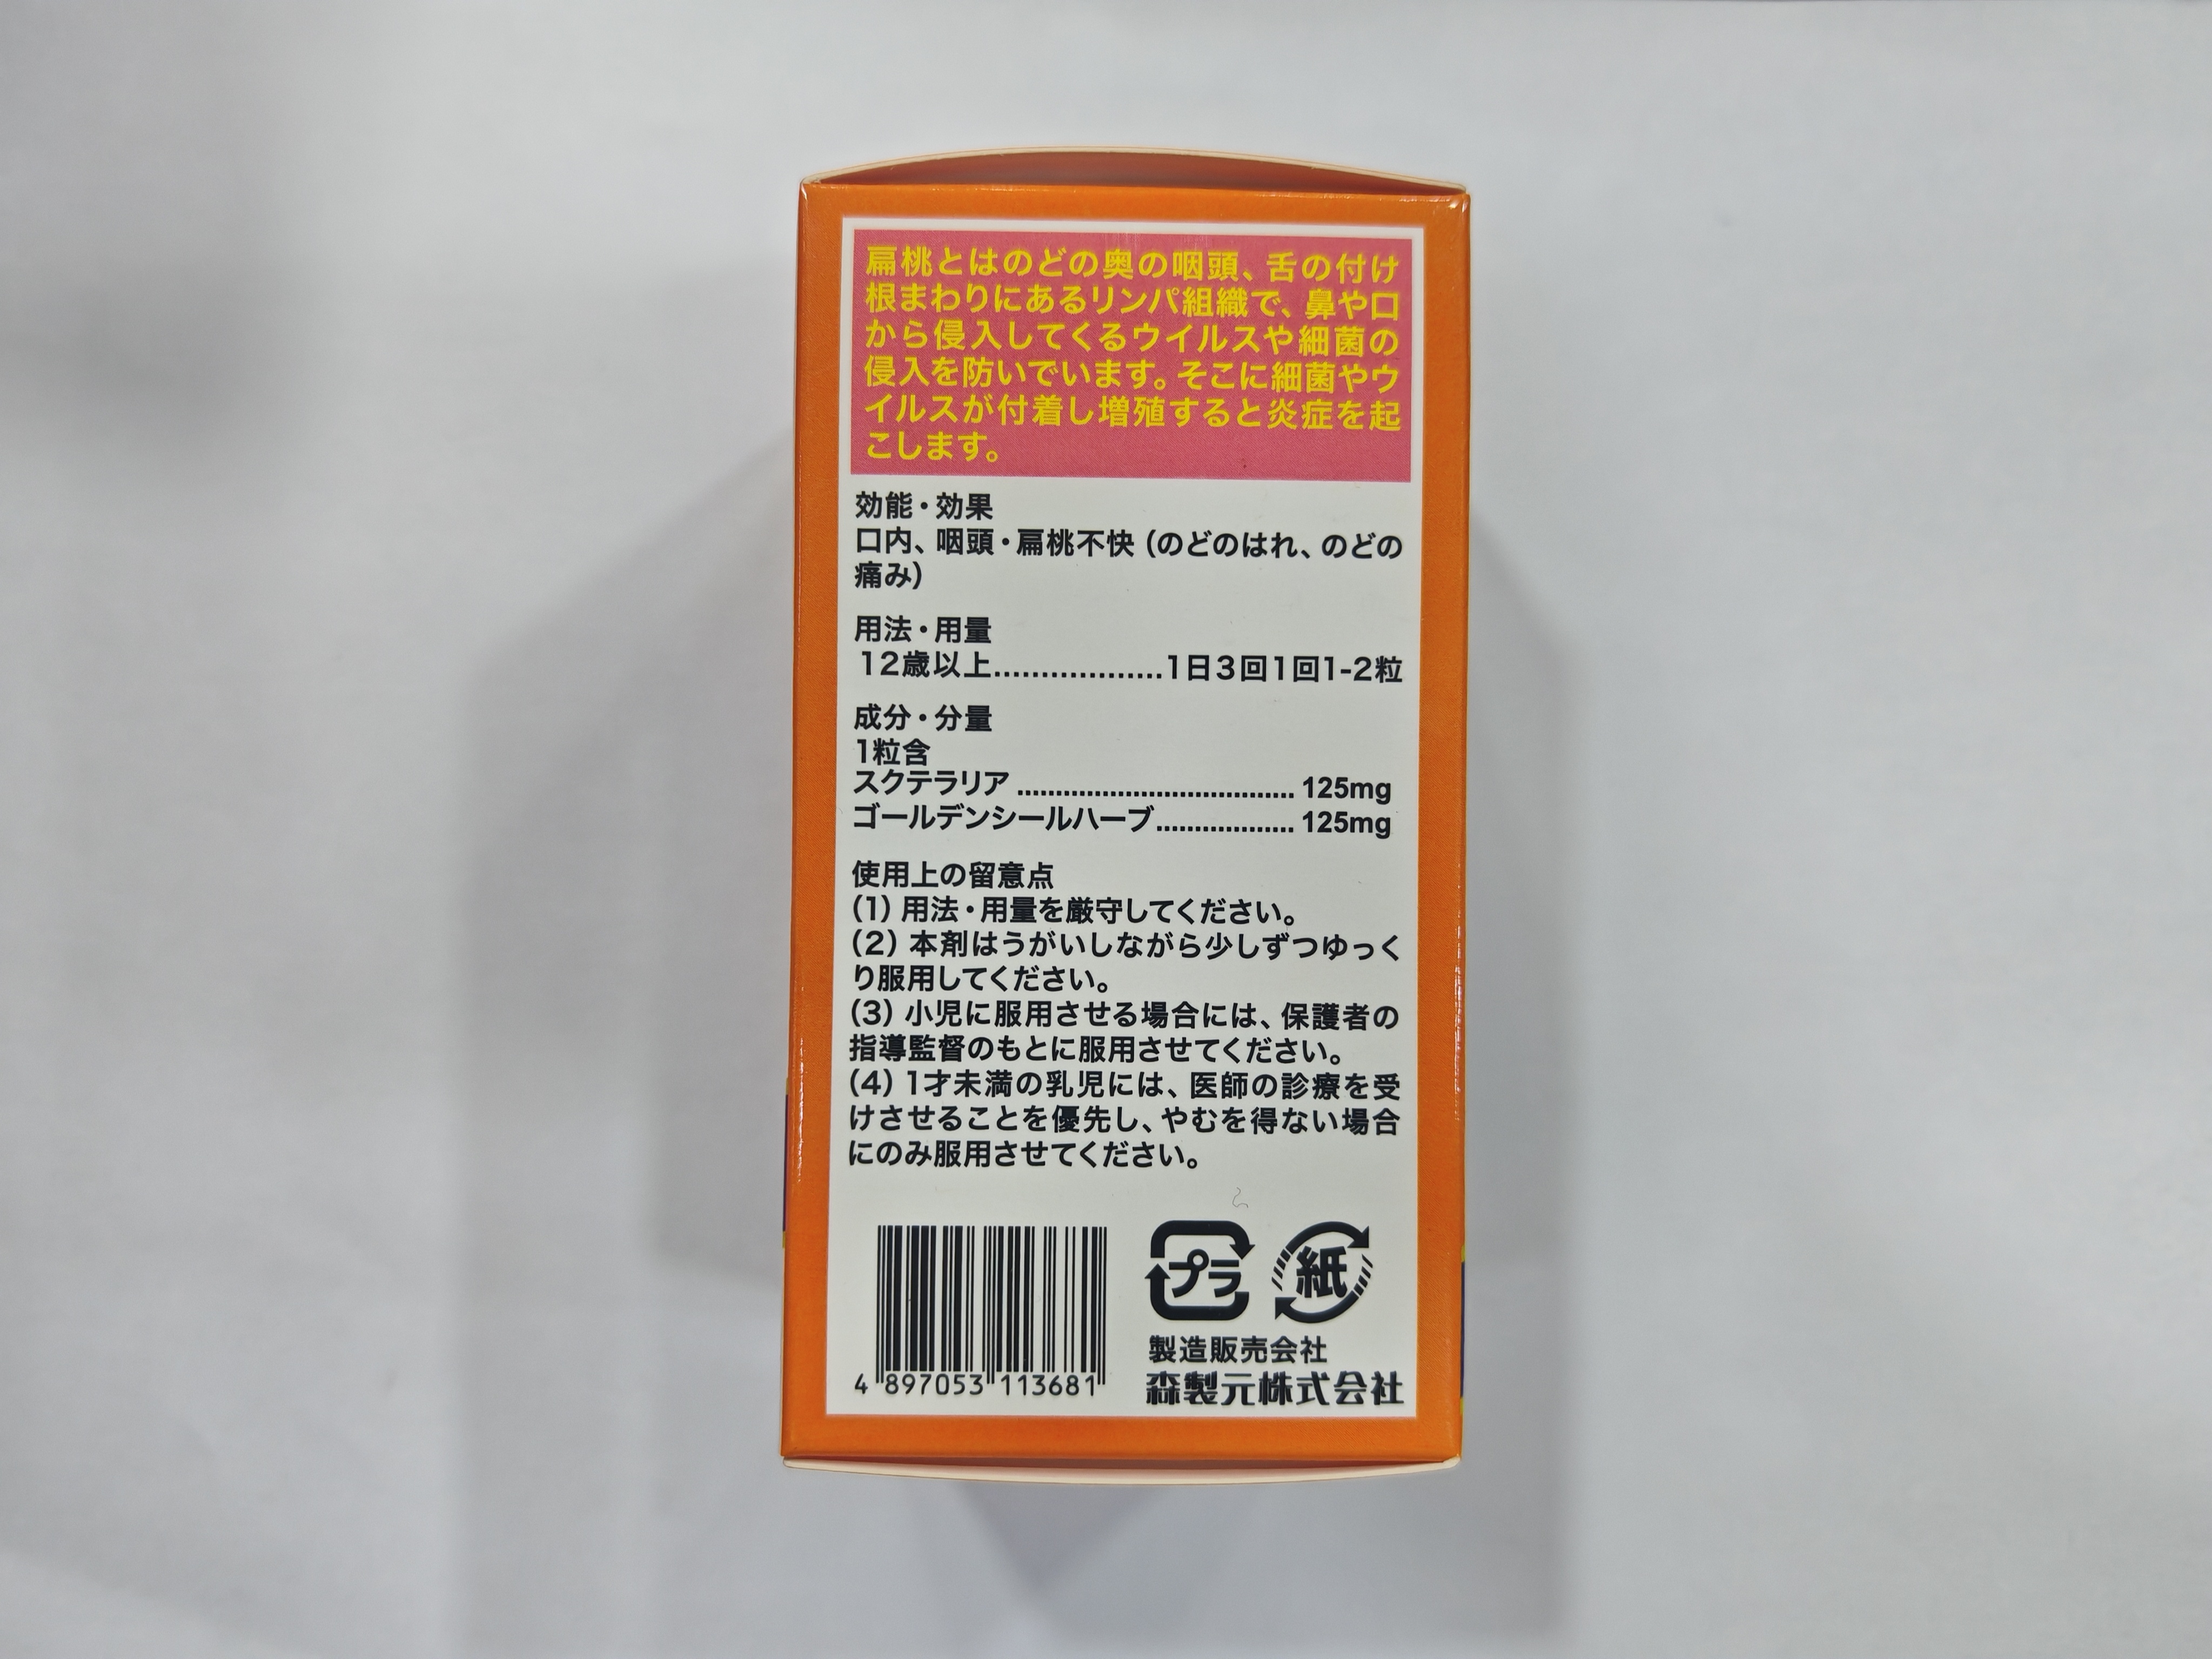 扁桃とはのどの奥の咽頭、舌の付け
根まわりにあるリンパ組織で、鼻や口
から侵入してくるウイルスや細菌の
侵入を防いでいます。そこに細菌やウ
イルスが付着し増殖すると炎症を起
こします。
効能・効果
口内、咽頭・扁桃不快（のどのはれ、のどの
痛み）
用法・用量
12歳以上..................1日3回1回1-2粒
成分・分量
1粒含
スクテラリア .................................... 125mg
ゴールデンシールハーブ.................. 125mg
使用上の留意点
（1）用法・用量を厳守してください。
（2）本剤はうがいしながら少しずつゆっく
り服用してください。
（3）小児に服用させる場合には、保護者の
指導監督のもとに服用させてください。
（4）1才未満の乳児には、医師の診療を受
けさせることを優先し、やむを得ない場合
にのみ服用させてください。
プラ 紙
製造販売会社
森製元株式会社
4 897053 113681